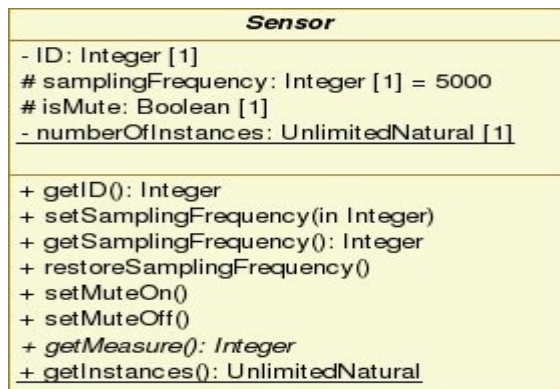 Sensor
- ID: Integer [1]
# samplingFrequency: Integer [1] = 5000
# isMute: Boolean [1]
- numberOfInstances: UnlimitedNatural [1]
+ getID(): Integer
+ setSamplingFrequency(in Integer)
+ getSamplingFrequency(): Integer
+ restoreSamplingFrequency()
+ setMuteOn()
+ setMuteOff()
+ getMeasure(): Integer
+ getInstances(): UnlimitedNatural